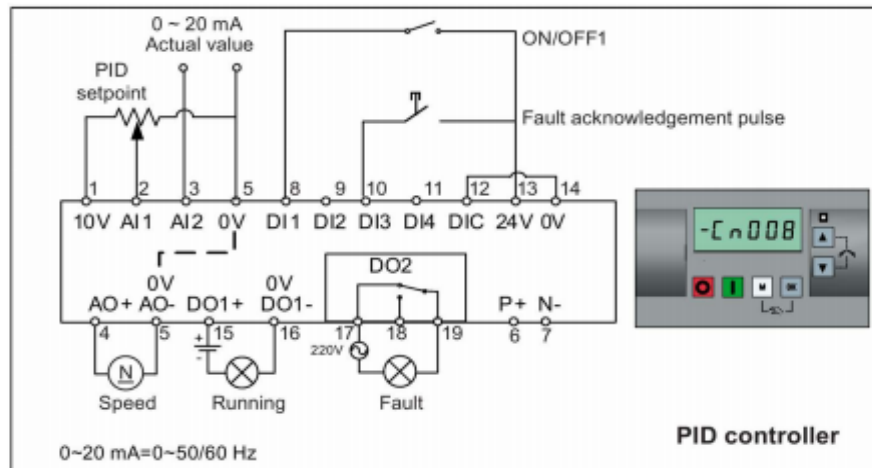 0 ~ 20 mA
Actual value
ON/OFF1
PID
setpoint
Fault acknowledgement pulse
1 2 3 5 8 9 10 11 12 13 14
10V AI1 AI2 0V DI1 DI2 DI3 DI4 DIC 24V 0V
-Cn008
DO2
0V 0V
AO+ AO- DO1+ DO1- P+ N-
4 5 15 16 17 18 19 6 7
+
-
220V
N
M OK
Speed Running Fault
PID controller
0~20 mA=0~50/60 Hz